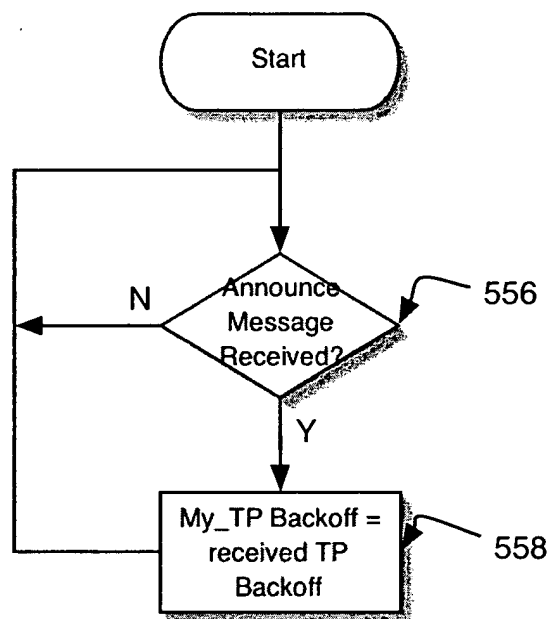 Start
N
Announce
Message
Received?
556
Y
My_TP Backoff =
received TP
Backoff
558